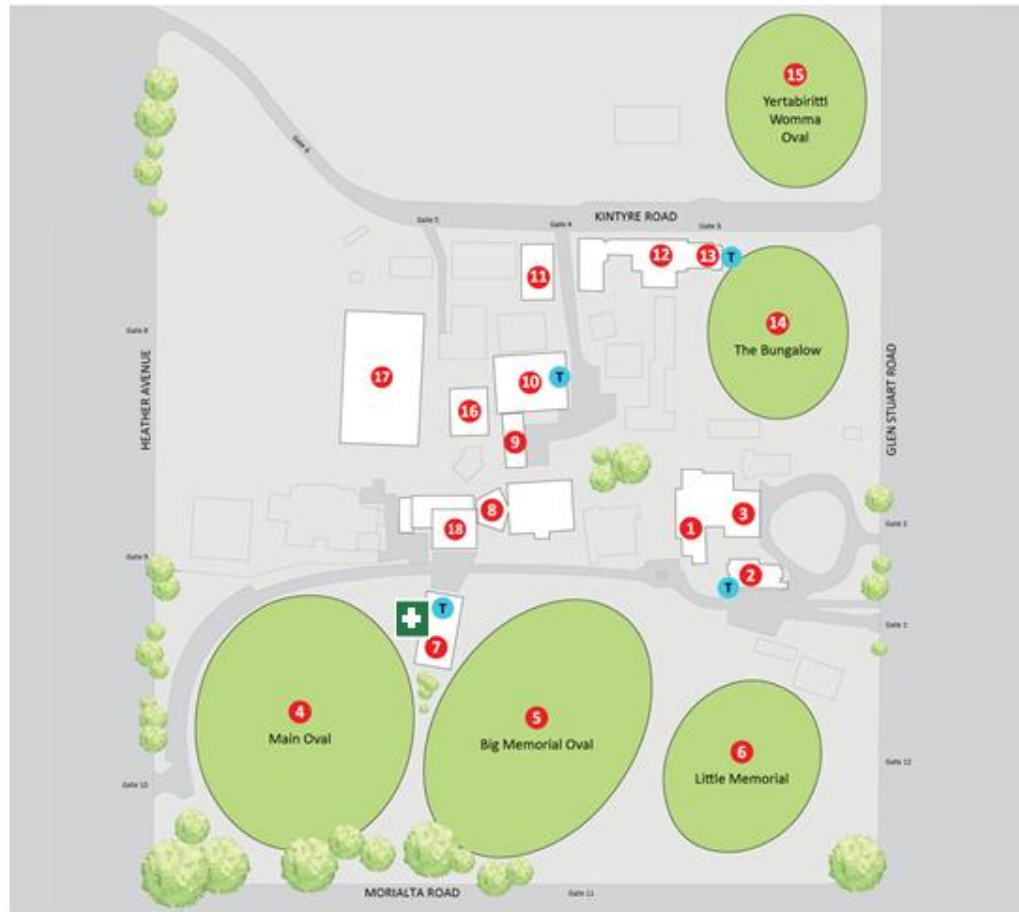 15
Yertabiritti
Womma
Oval
Gate 6
KINTYRE ROAD
Gate 5
Gate 4
Gate 3
12
13
T
11
14
The Bungalow
Gate 8
HEATHER AVENUE
GLEN STUART ROAD
17
10
T
16
9
8
18
1
3
Gate 2
Gate 9
2
T
T
7
Gate 1
4
Main Oval
5
Big Memorial Oval
6
Little Memorial
Gate 12
Gate 10
MORIALTA ROAD
Gate 11